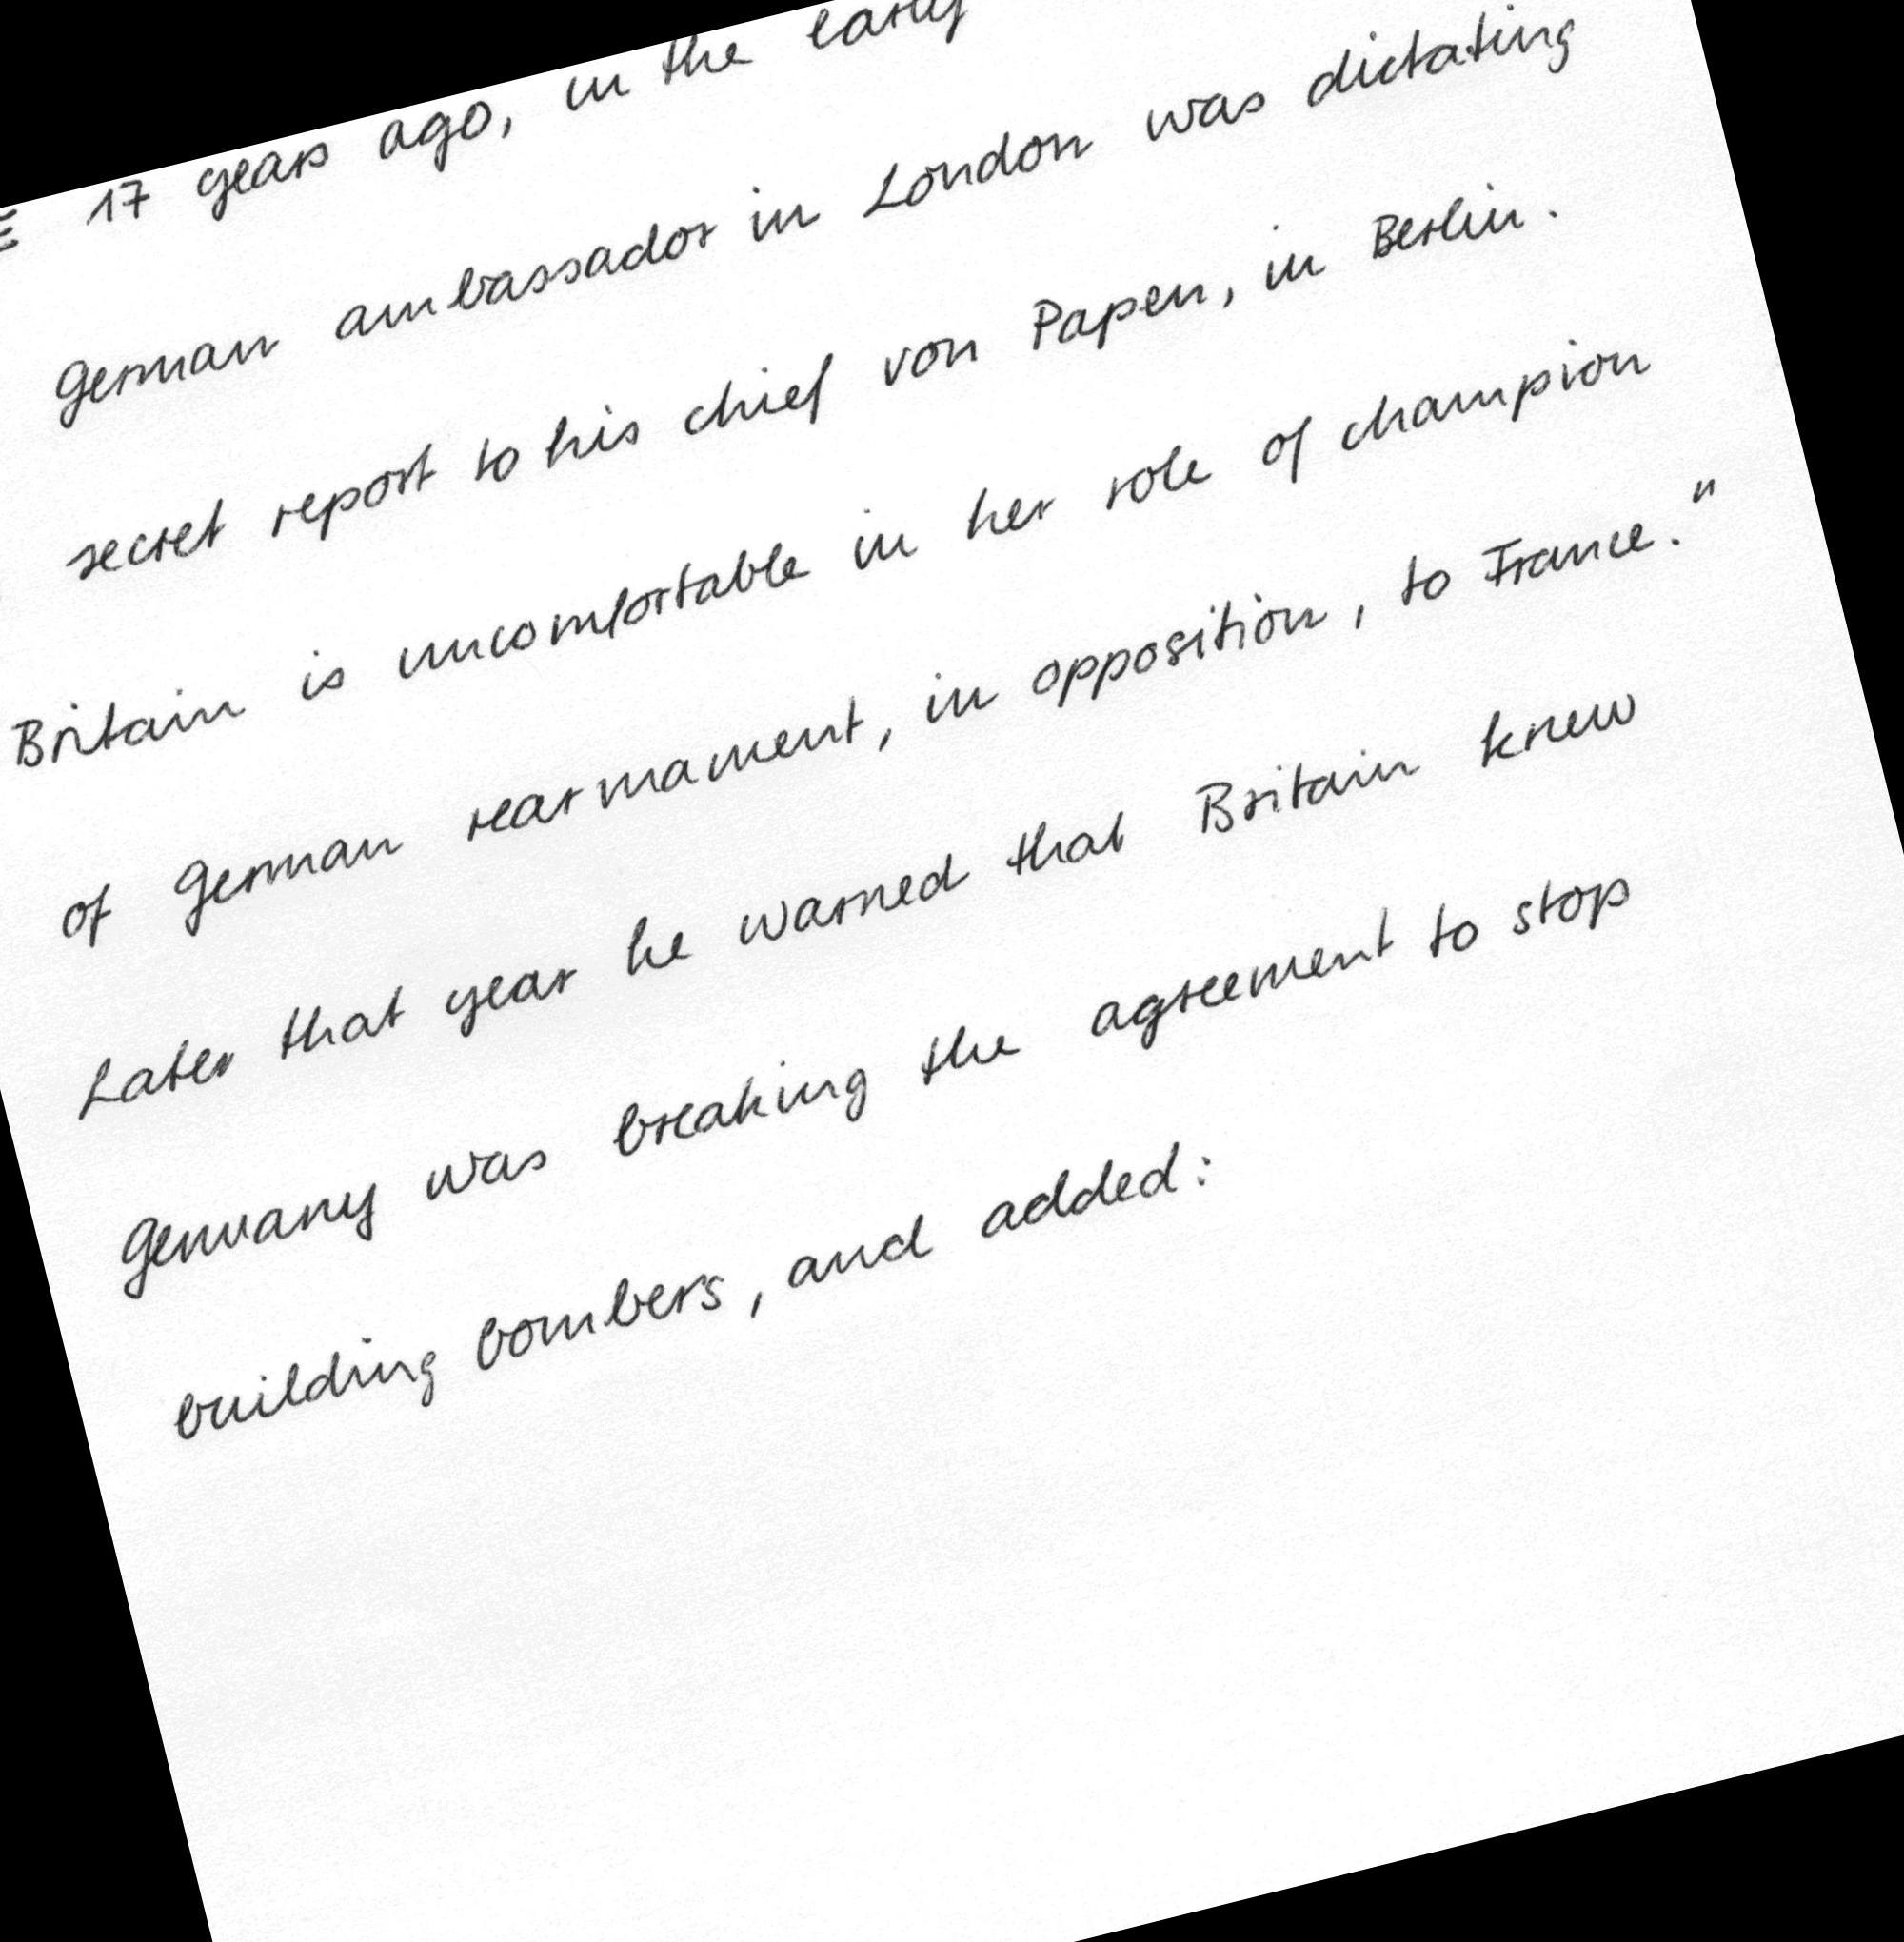 17 years ago, in the early
German ambassador in London was dictating
secret report to his chief von Papen, in Berlin.
Britain is uncomfortable in her role of champion
of German rearmament, in opposition, to France."
Later that year he warned that Britain knew
Germany was breaking the agreement to stop
building bombers, and added: